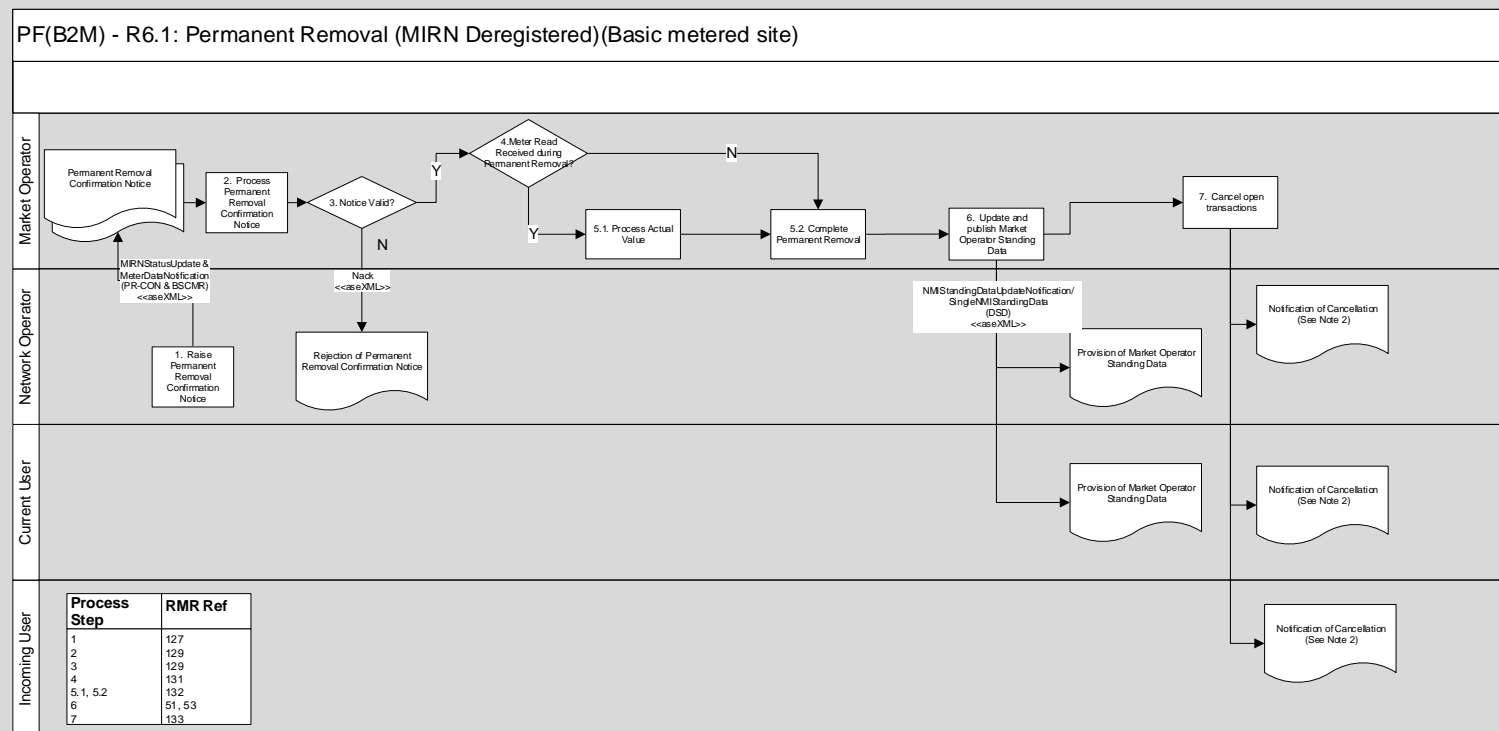 PF(B2M) - R6.1: Permanent Removal (MIRN Deregistered)(Basic metered site)
Market Operator
Permanent Removal
Confirmation Notice
2. Process
Permanent
Removal
Confirmation
Notice
3. Notice Valid?
Y
N
4.Meter Read
Received during
Permanent Removal?
N
Y
5.1. Process Actual
Value
5.2. Complete
Permanent Removal
6. Update and
publish Market
Operator Standing
Data
7. Cancel open
transactions
Network Operator
MIRNStatusUpdate &
MeterDataNotification
(PR-CON & BSCMR)
<<aseXML>>
1. Raise
Permanent
Removal
Confirmation
Notice
Nack
<<aseXML>>
Rejection of Permanent
Removal Confirmation Notice
NMIStandingDataUpdateNotification/
SingleNMIStandingData
(DSD)
<<aseXML>>
Provision of Market Operator
Standing Data
Notification of Cancellation
(See Note 2)
Current User
Provision of Market Operator
Standing Data
Notification of Cancellation
(See Note 2)
Incoming User
Process Step RMR Ref
1 127
2 129
3 129
4 131
5.1, 5.2 132
6 51, 53
7 133
Notification of Cancellation
(See Note 2)